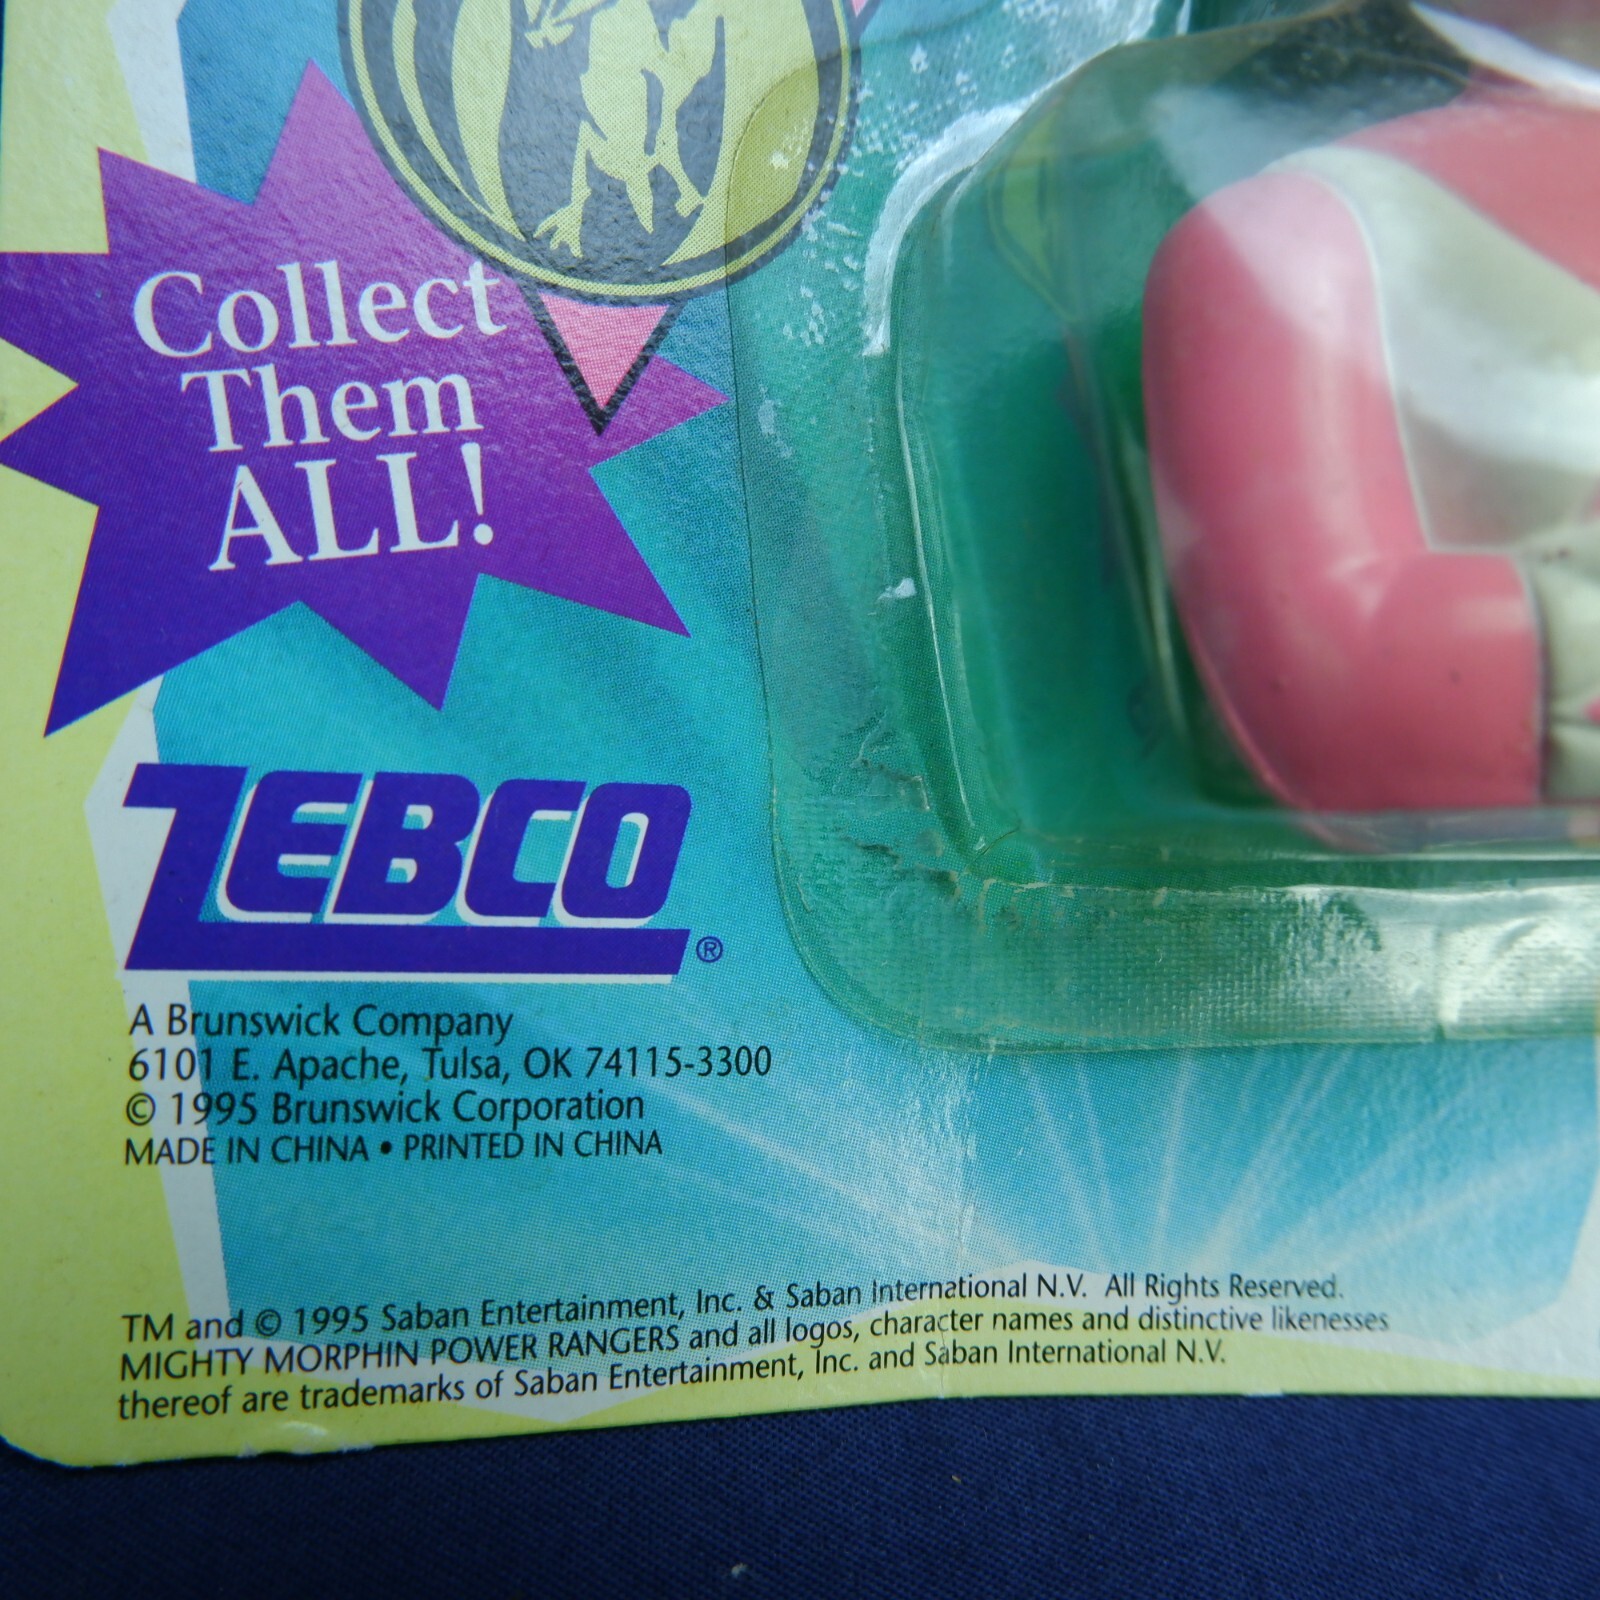 Collect
Them
ALL!
ZEBCO®
A Brunswick Company
6101 E. Apache, Tulsa, OK 74115-3300
© 1995 Brunswick Corporation
MADE IN CHINA • PRINTED IN CHINA
TM and © 1995 Saban Entertainment, Inc. & Saban International N.V. All Rights Reserved.
MIGHTY MORPHIN POWER RANGERS and all logos, character names and distinctive likenesses
thereof are trademarks of Saban Entertainment, Inc. and Saban International N.V.